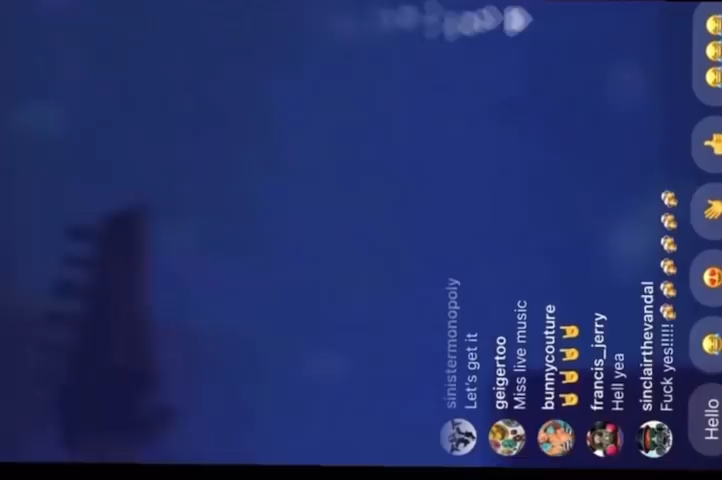 sinistermonopoly
Let's get it
geigertoo
Miss live music
bunnycouture
francis_jerry
Hell yea
sinclairthevandal
Fuck yes!!!!!
Hello